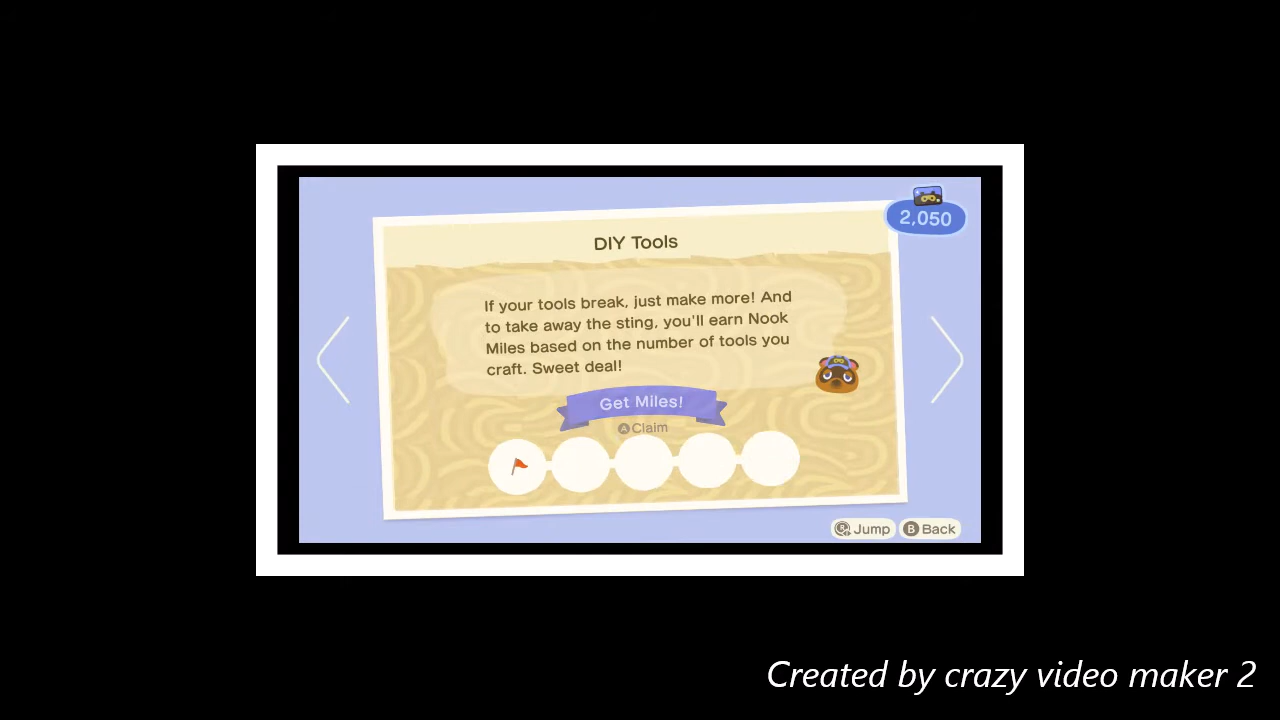 2,050
DIY Tools
If your tools break, just make more! And
to take away the sting, you'll earn Nook
Miles based on the number of tools you
craft. Sweet deal!
Get Miles!
A Claim
R Jump B Back
Created by crazy video maker 2